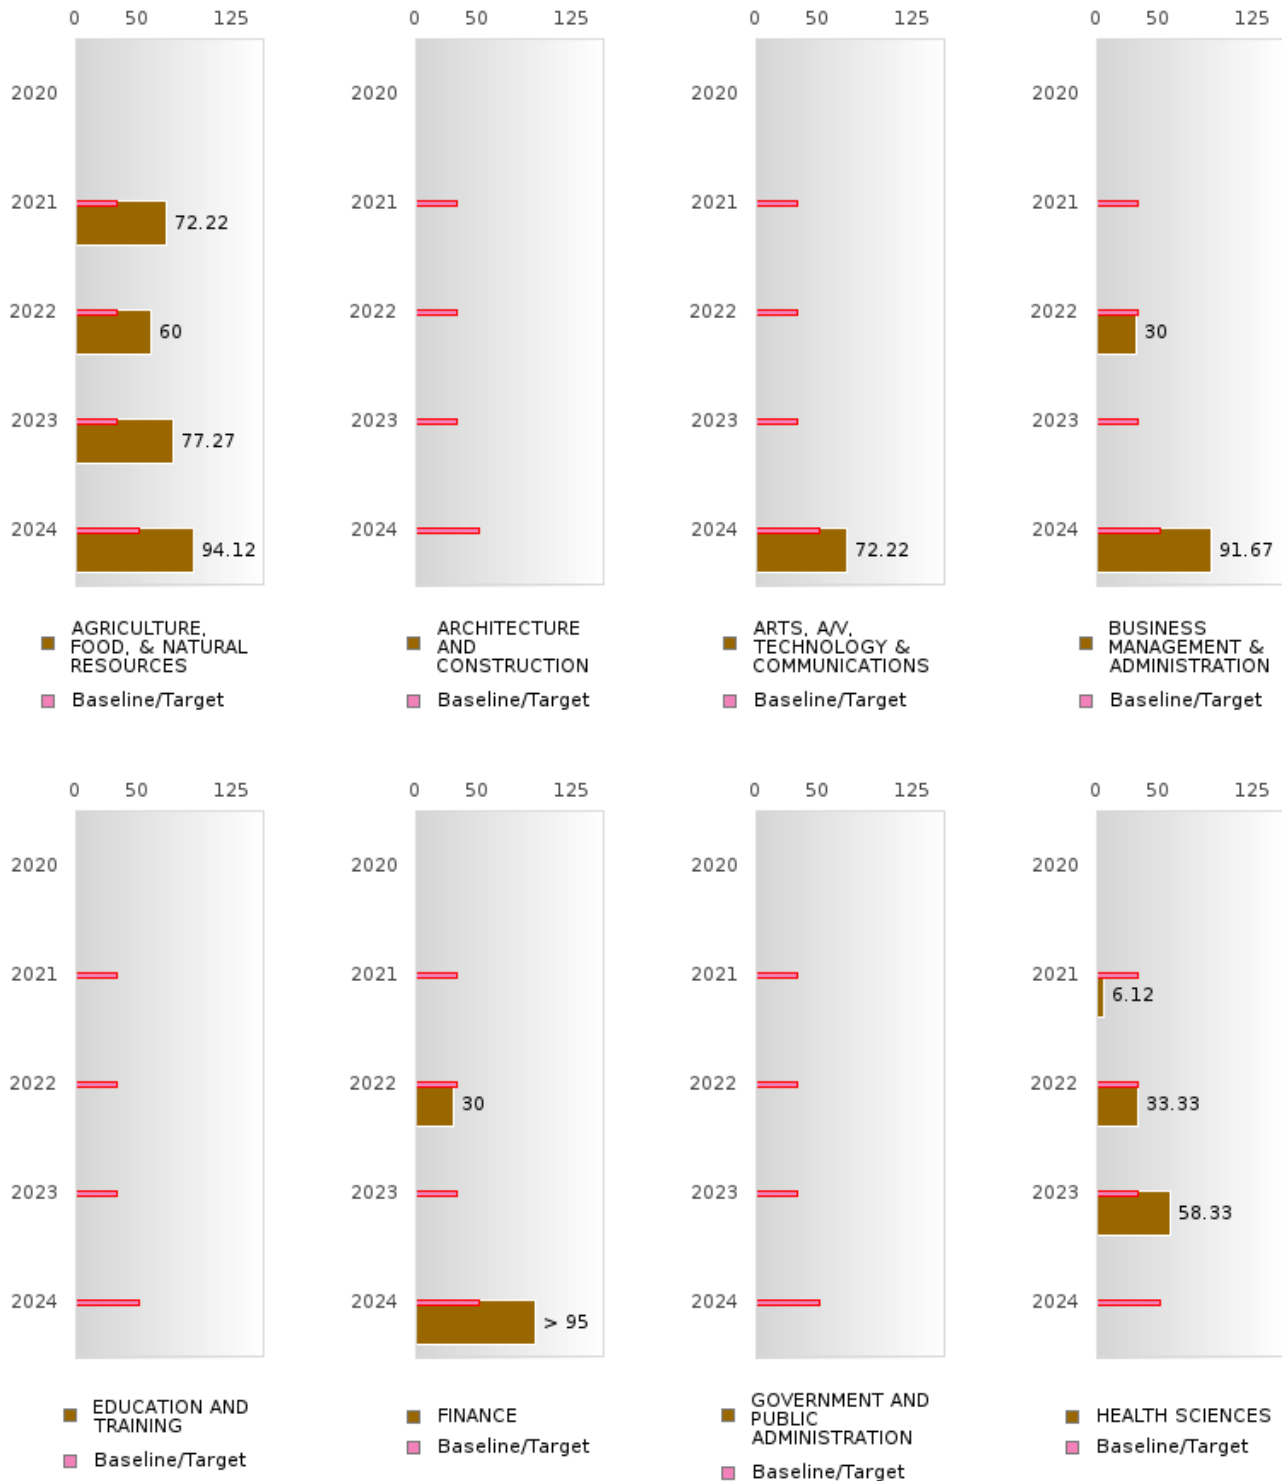 0 50 125
0 50 125
0 50 125
0 50 125
2020
2020
2020
2020
2021
72.22
2021
2021
2021
2022
60
2022
2022
2022
30
2023
77.27
2023
2023
2023
2024
94.12
2024
2024
72.22
2024
91.67
AGRICULTURE,
FOOD, & NATURAL
RESOURCES
Baseline/Target
ARCHITECTURE
AND
CONSTRUCTION
Baseline/Target
ARTS, A/V,
TECHNOLOGY &
COMMUNICATIONS
Baseline/Target
BUSINESS
MANAGEMENT &
ADMINISTRATION
Baseline/Target
0 50 125
0 50 125
0 50 125
0 50 125
2020
2020
2020
2020
2021
2021
2021
2021
6.12
2022
2022
30
2022
2022
33.33
2023
2023
2023
2023
58.33
2024
2024
> 95
2024
2024
EDUCATION AND
TRAINING
Baseline/Target
FINANCE
Baseline/Target
GOVERNMENT AND
PUBLIC
ADMINISTRATION
Baseline/Target
HEALTH SCIENCES
Baseline/Target